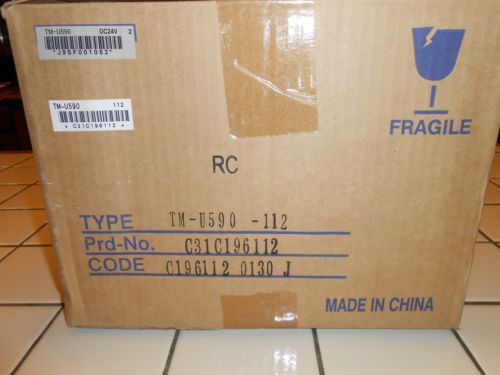 TM-U590 DC24V 2
*J9SF001052*
TM-U590 112
* C31C196112 *
FRAGILE
RC
TYPE TM-U590 -112
Prd-No. C31C196112
CODE C196112 0130 J
MADE IN CHINA